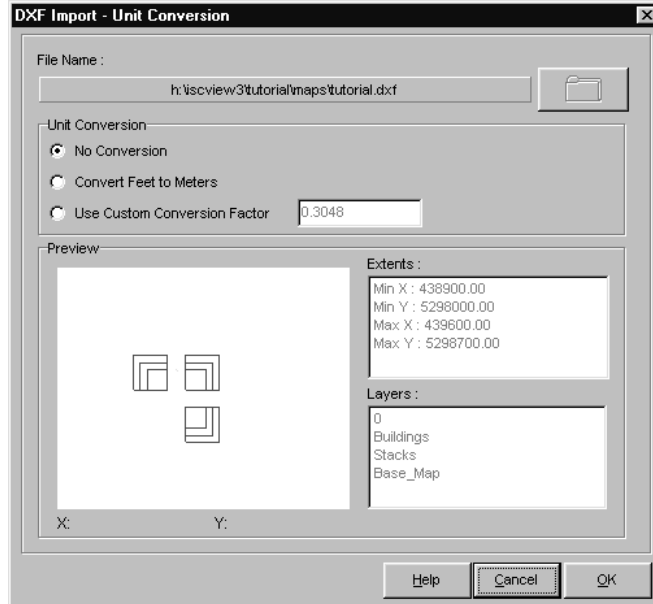 DXF Import - Unit Conversion
File Name :
h:\iscview3\tutorial\maps\tutorial.dxf
Unit Conversion
No Conversion
Convert Feet to Meters
Use Custom Conversion Factor
0.3048
Preview
Extents :
Min X : 438900.00
Min Y : 5298000.00
Max X : 439600.00
Max Y : 5298700.00
Layers :
0
Buildings
Stacks
Base_Map
X: Y:
Help Cancel OK